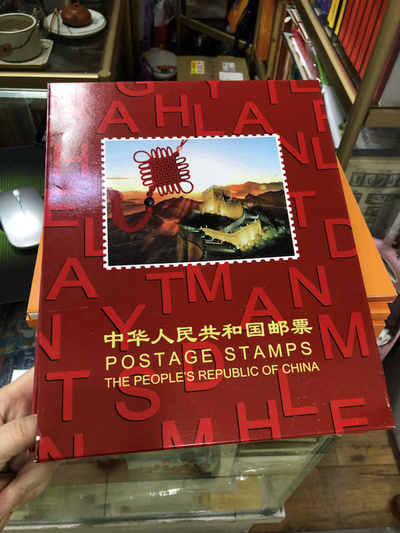 中华人民共和国邮票
POSTAGE STAMPS
THE PEOPLE'S REPUBLIC OF CHINA